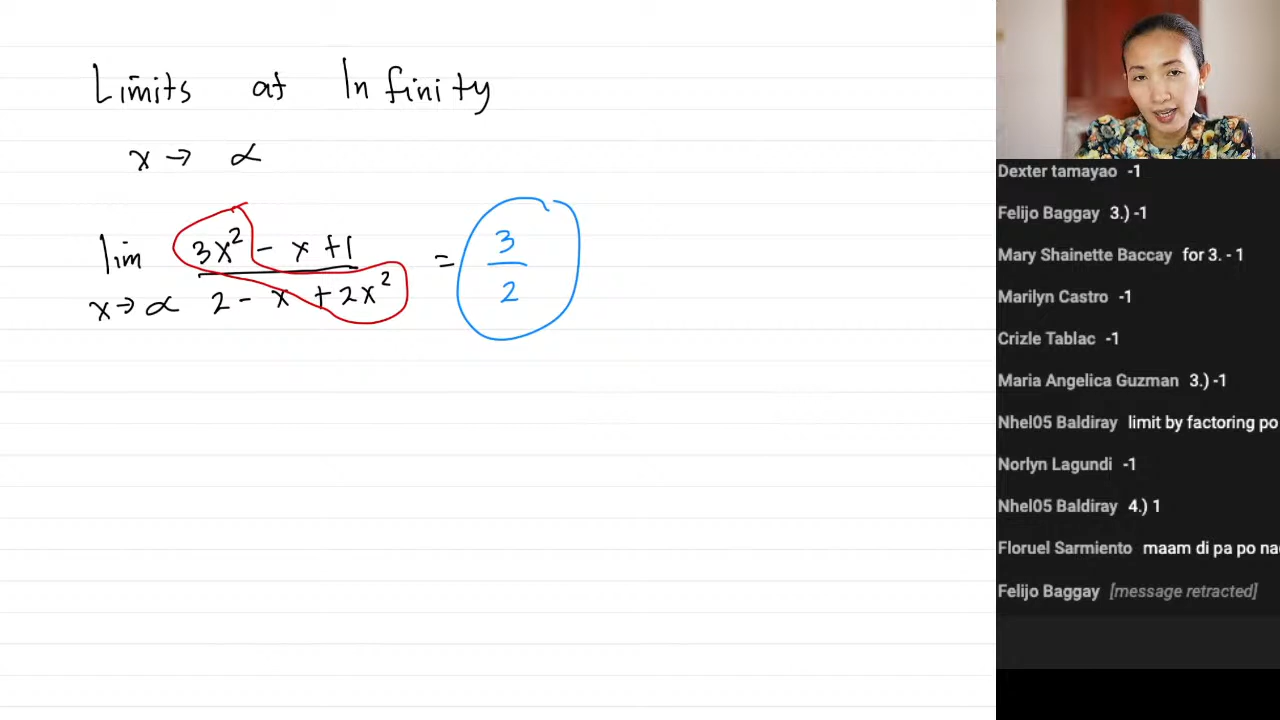 Limits at Infinity
x → ∝
lim 3x² - x + 1 = 3
x → ∝ 2 - x + 2x² 2
Dexter tamayao -1
Felijo Baggay 3.) -1
Mary Shainette Baccay for 3. - 1
Marilyn Castro -1
Crizle Tablac -1
Maria Angelica Guzman 3.) -1
Nhel05 Baldiray limit by factoring po
Norlyn Lagundi -1
Nhel05 Baldiray 4.) 1
Floruel Sarmiento maam di pa po
Felijo Baggay [message retracted]